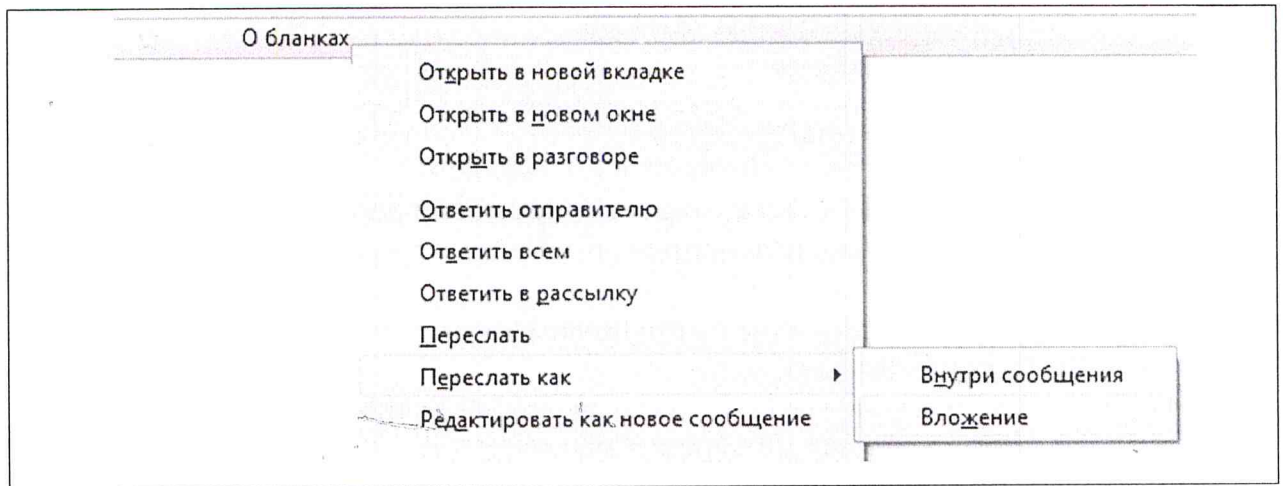 О бланках
Открыть в новой вкладке
Открыть в новом окне
Открыть в разговоре
Ответить отправителю
Ответить всем
Ответить в рассылку
Переслать
Переслать как
Внутри сообщения
Редактировать как новое сообщение
Вложение